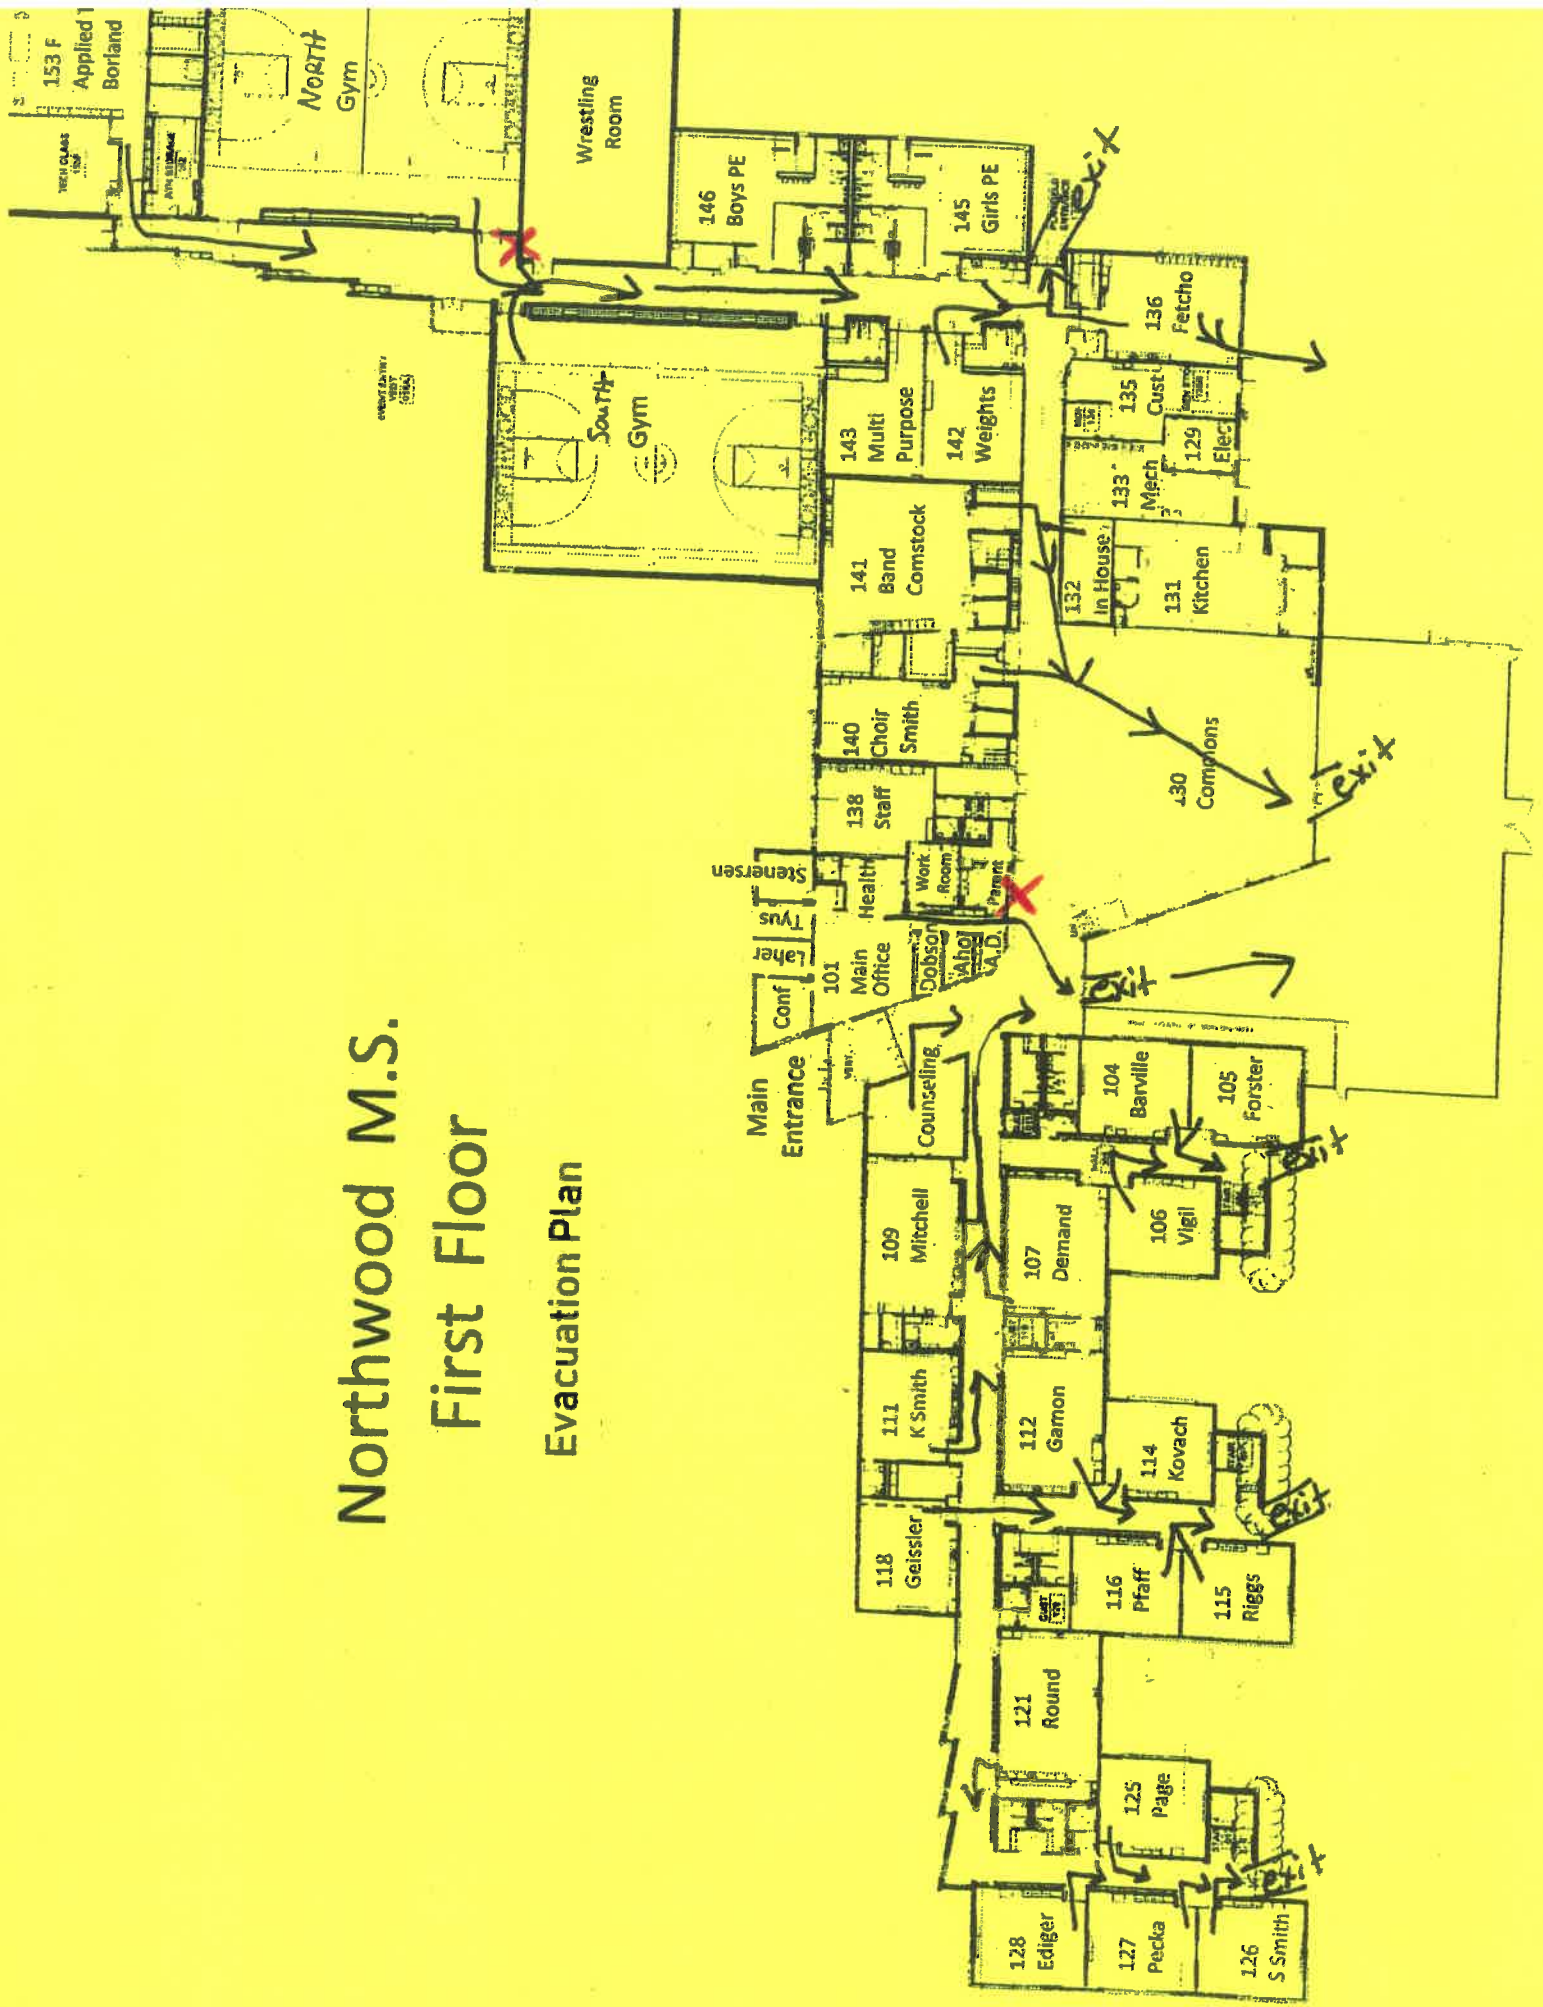 Northwood M.S.
First Floor
Evacuation Plan
153 F
Applied T
Borland
TECH CLASS
NORTH
Gym
Wrestling
Room
146
Boys PE
145
Girls PE
exit
136
Fetcho
SOUTH
Gym
143
Multi
Purpose
142
Weights
135
Cust
133
Mech
129
Elec
141
Band
Comstock
132
In House
131
Kitchen
140
Choir
Smith
138
Staff
130
Commons
exit
Stenersen
Tyus
Laher
Conf
Health
Work
Room
Parent
101
Main
Office
Dobson
Ahol
A.D.
exit
Main
Entrance
Counseling
104
Barville
105
Forster
exit
109
Mitchell
107
Demand
106
Vigil
111
K Smith
112
Gamon
114
Kovach
exit
118
Geissler
116
Pfaff
115
Riggs
121
Round
125
Page
exit
128
Ediger
127
Pecka
126
S Smith